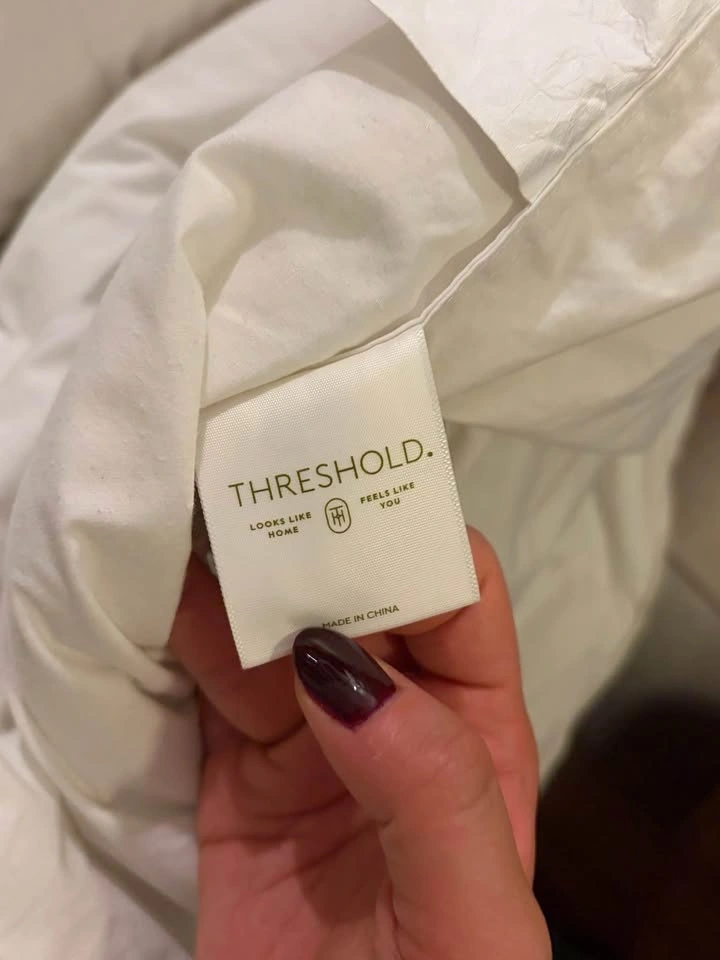 THRESHOLD.
LOOKS LIKE
HOME
FEELS LIKE
YOU
MADE IN CHINA